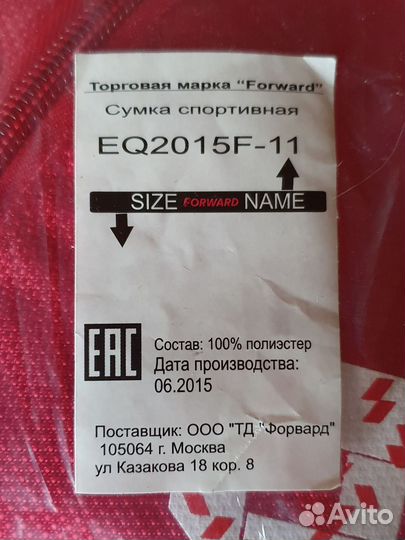 Торговая марка "Forward"
Сумка спортивная
EQ2015F-11
SIZE FORWARD NAME
EAC
Состав: 100% полиэстер
Дата производства:
06.2015
Поставщик: ООО "ТД "Форвард"
105064 г. Москва
ул Казакова 18 кор. 8
Avito